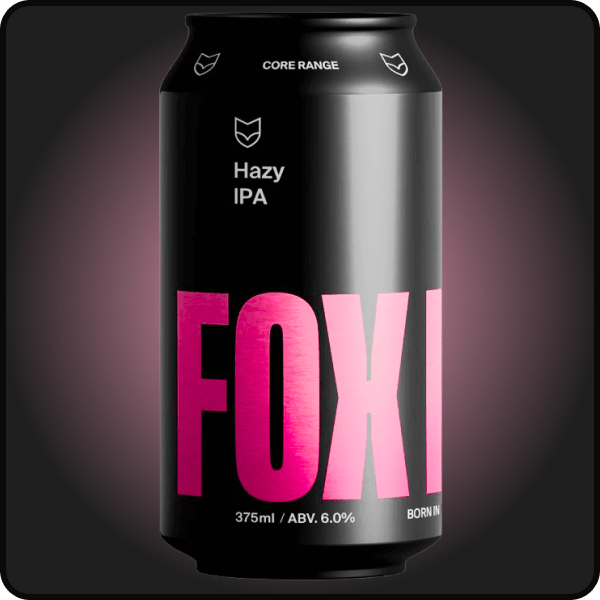 CORE RANGE
Hazy
IPA
FOX
375ml / ABV. 6.0%
BORN IN